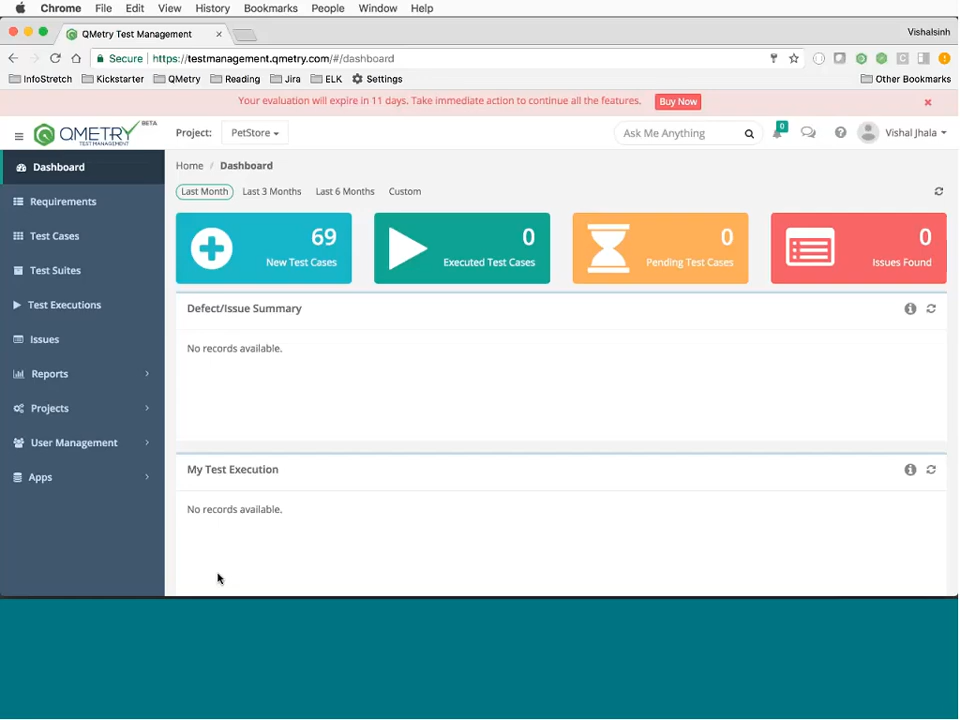 Chrome File Edit View History Bookmarks People Window Help
QMetry Test Management Vishalsinh
Secure https://testmanagement.qmetry.com/#/dashboard
InfoStretch Kickstarter QMetry Reading Jira ELK Settings Other Bookmarks
Your evaluation will expire in 11 days. Take immediate action to continue all the features. Buy Now
QMETRY BETA
TEST MANAGEMENT
Project: PetStore Ask Me Anything 0 Vishal Jhala
Dashboard
Requirements
Test Cases
Test Suites
Test Executions
Issues
Reports
Projects
User Management
Apps
Home / Dashboard
Last Month Last 3 Months Last 6 Months Custom
69
New Test Cases
0
Executed Test Cases
0
Pending Test Cases
0
Issues Found
Defect/Issue Summary
No records available.
My Test Execution
No records available.